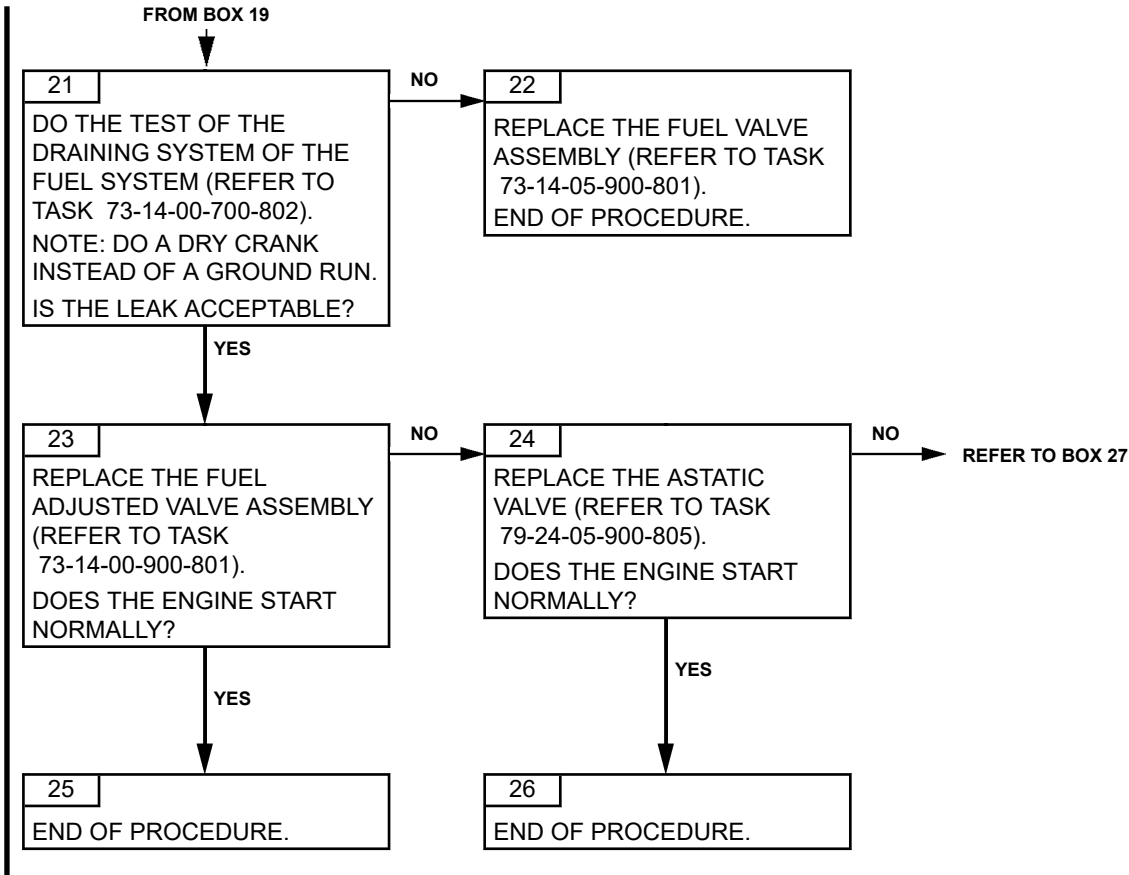 FROM BOX 19
21
DO THE TEST OF THE
DRAINING SYSTEM OF THE
FUEL SYSTEM (REFER TO
TASK 73-14-00-700-802).
NOTE: DO A DRY CRANK
INSTEAD OF A GROUND RUN.
IS THE LEAK ACCEPTABLE?
NO
22
REPLACE THE FUEL VALVE
ASSEMBLY (REFER TO TASK
73-14-05-900-801).
END OF PROCEDURE.
YES
23
REPLACE THE FUEL
ADJUSTED VALVE ASSEMBLY
(REFER TO TASK
73-14-00-900-801).
DOES THE ENGINE START
NORMALLY?
NO
24
REPLACE THE ASTATIC
VALVE (REFER TO TASK
79-24-05-900-805).
DOES THE ENGINE START
NORMALLY?
NO
REFER TO BOX 27
YES
YES
25
END OF PROCEDURE.
26
END OF PROCEDURE.